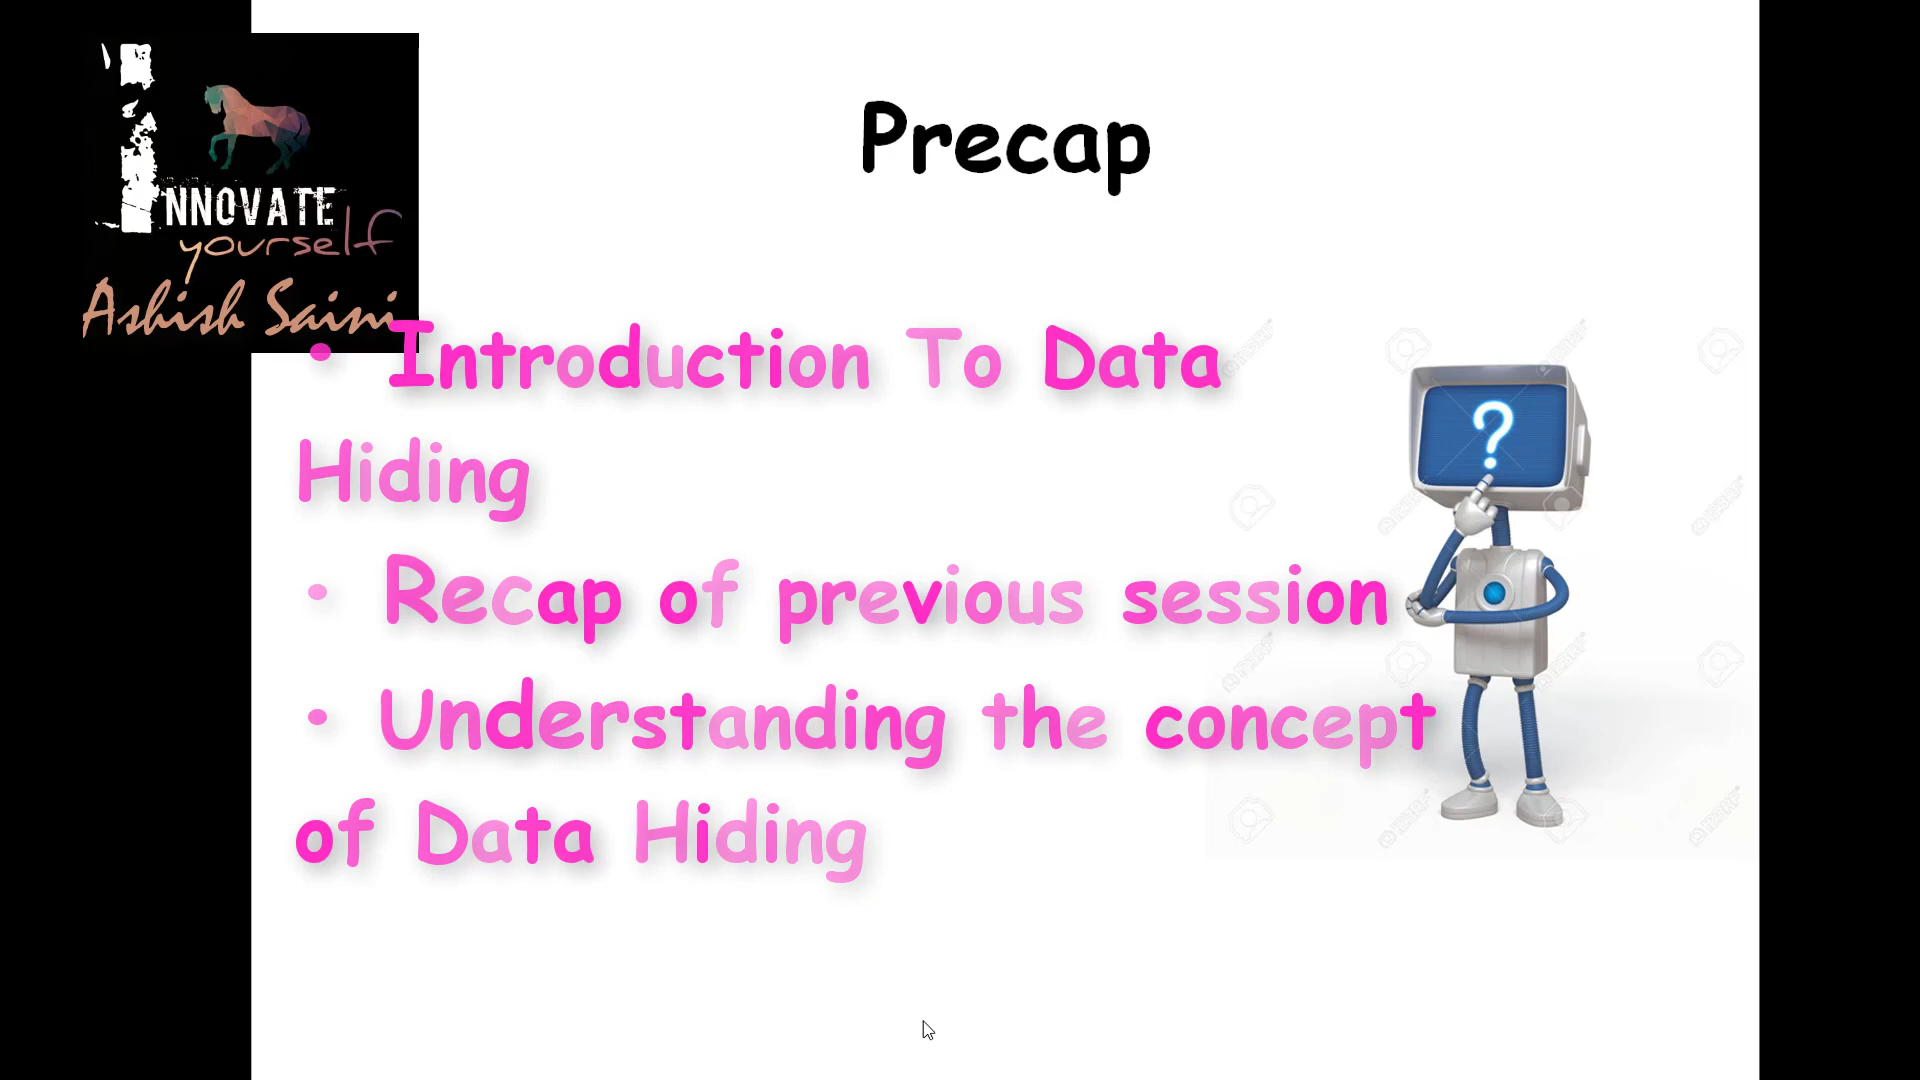 INNOVATE
yourself
Ashish Saini
Precap
• Introduction To Data
Hiding
• Recap of previous session
• Understanding the concept
of Data Hiding
?
123RF